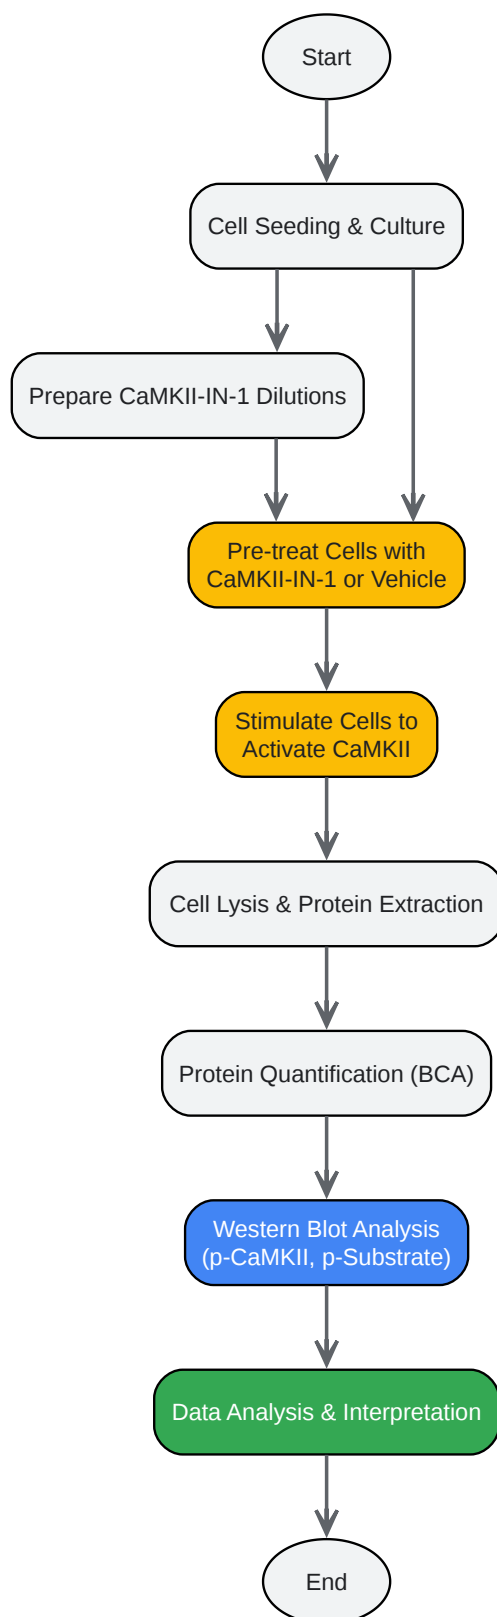 Start
Cell Seeding & Culture
Prepare CaMKII-IN-1 Dilutions
Pre-treat Cells with
CaMKII-IN-1 or Vehicle
Stimulate Cells to
Activate CaMKII
Cell Lysis & Protein Extraction
Protein Quantification (BCA)
Western Blot Analysis
(p-CaMKII, p-Substrate)
Data Analysis & Interpretation
End